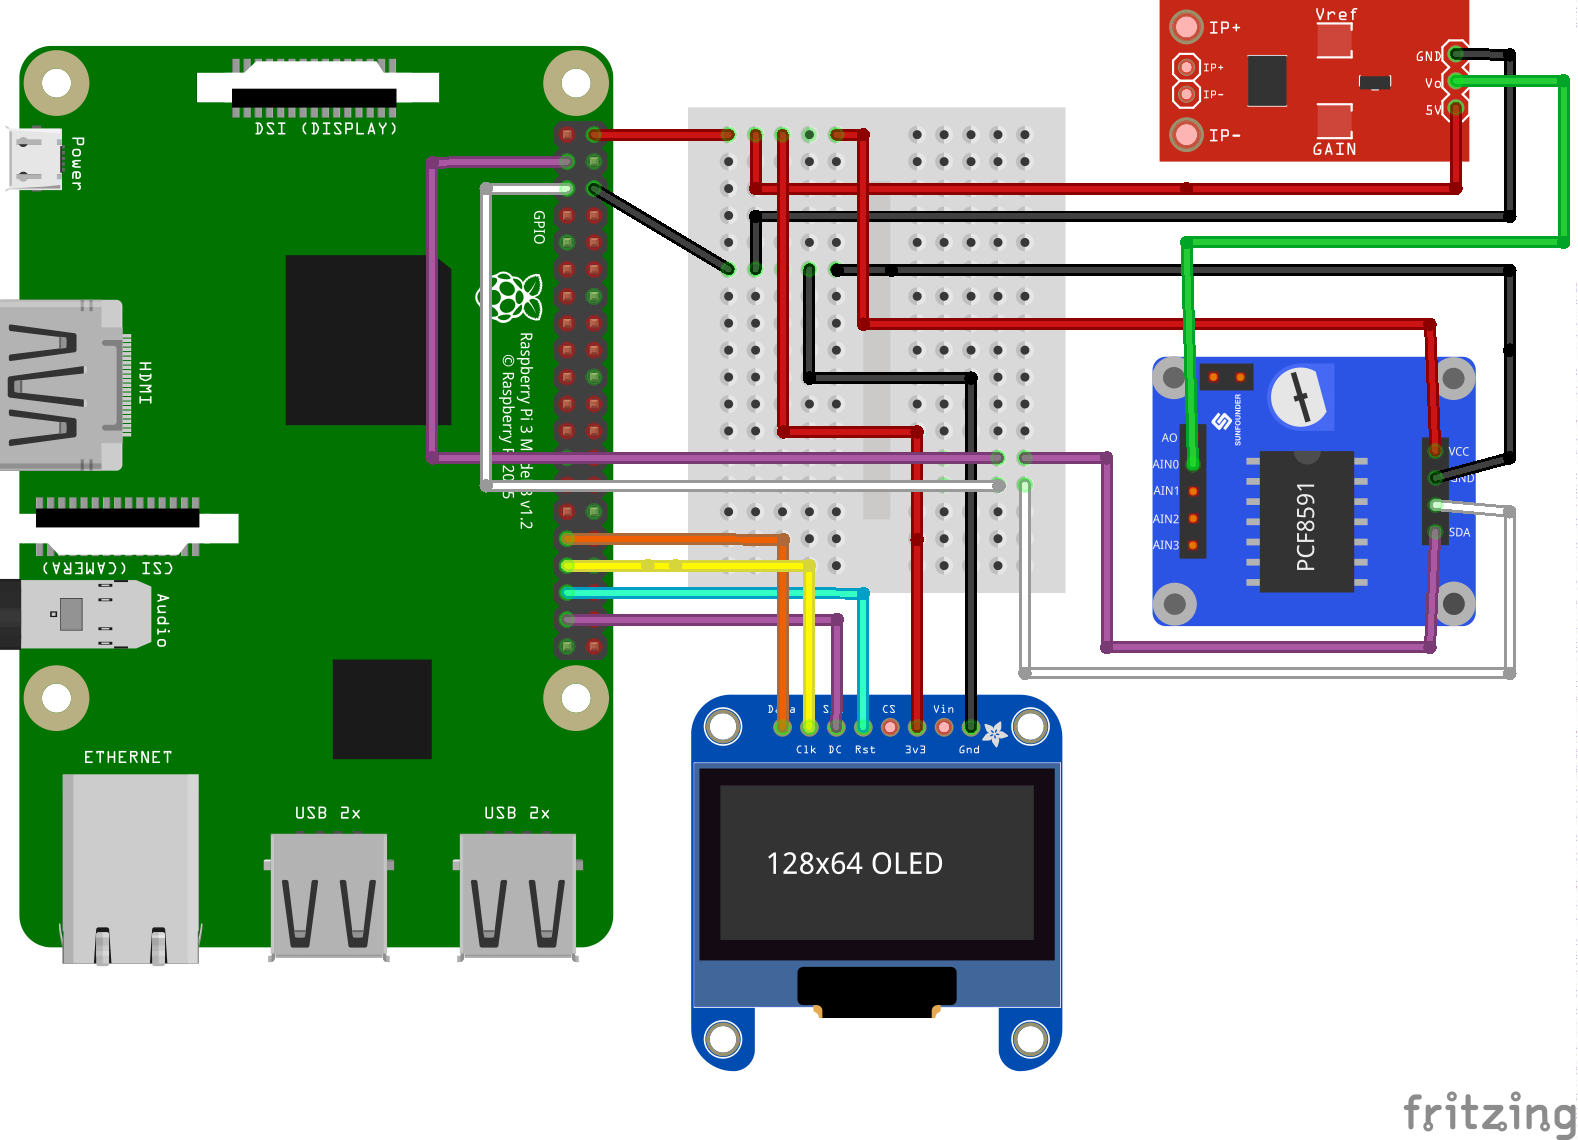 Vref
IP+
IP+
IP-
IP-
GAIN
GND
Vo
5V
DSI (DISPLAY)
Power
GPIO
HDMI
Raspberry Pi 3 M de 3 v1.2
© Raspberry P 2015
CSI (CAMERA)
Audio
ETHERNET
USB 2x
USB 2x
SUNFOUNDER
AO
AIN0
AIN1
AIN2
AIN3
PCF8591
VCC
GND
SDA
Data
CS
Vin
Clk
DC
Rst
3v3
Gnd
128x64 OLED
fritzing